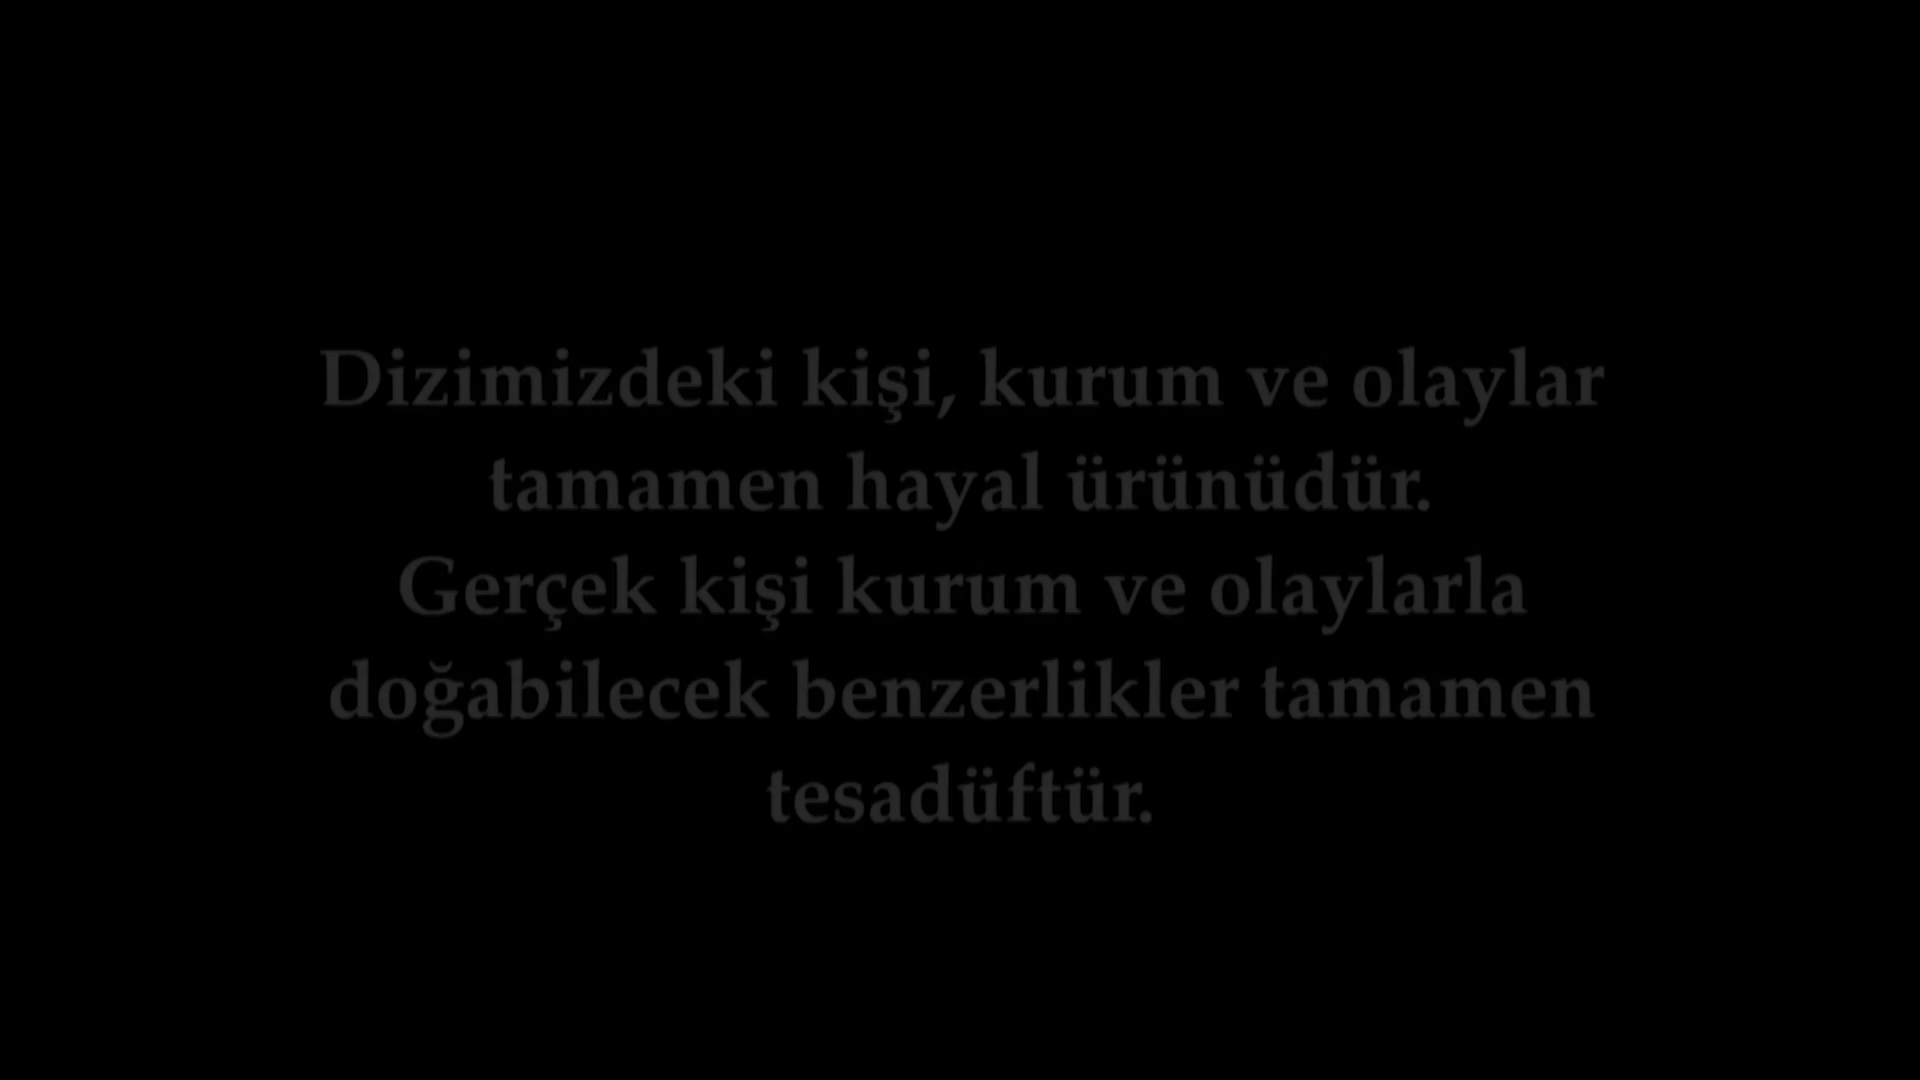 Dizimizdeki kişi, kurum ve olaylar
tamamen hayal ürünüdür.
Gerçek kişi kurum ve olaylarla
doğabilecek benzerlikler tamamen
tesadüftür.